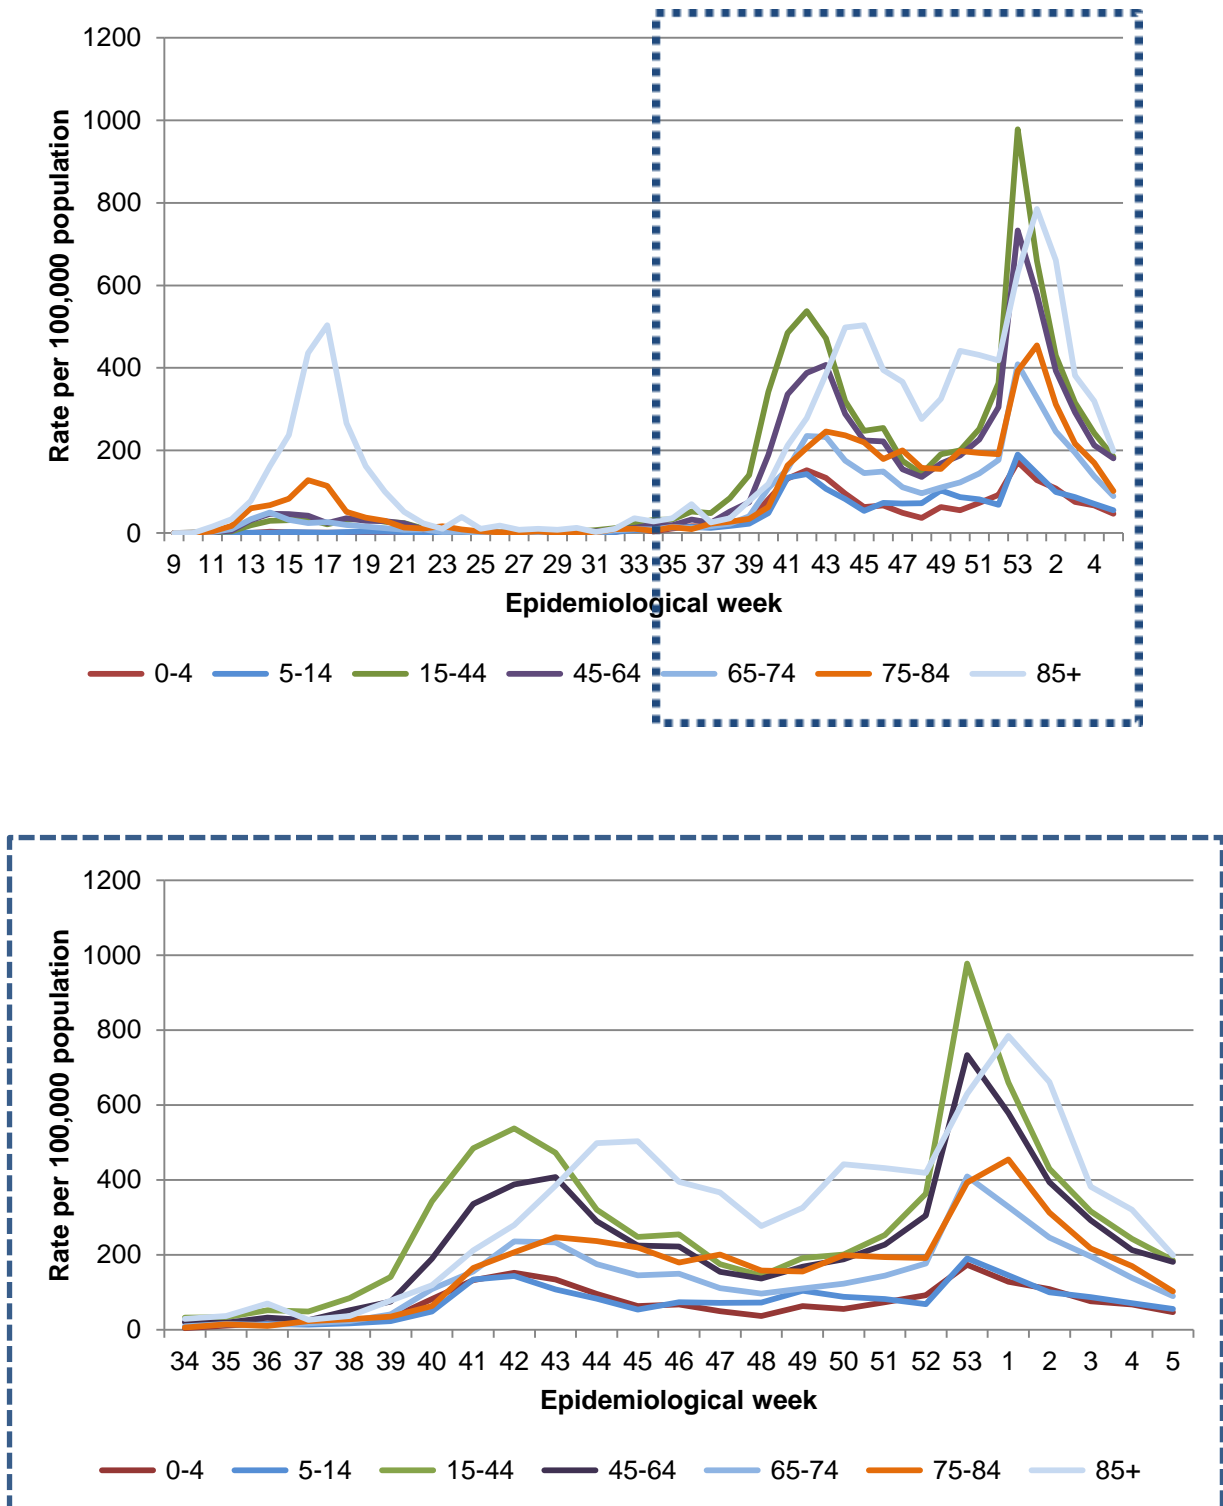 1200
1000
800
600
400
200
0
Rate per 100,000 population
9 11 13 15 17 19 21 23 25 27 29 31 33 35 37 39 41 43 45 47 49 51 53 2 4
Epidemiological week
0-4 5-14 15-44 45-64 65-74 75-84 85+
1200
1000
800
600
400
200
0
Rate per 100,000 population
34 35 36 37 38 39 40 41 42 43 44 45 46 47 48 49 50 51 52 53 1 2 3 4 5
Epidemiological week
0-4 5-14 15-44 45-64 65-74 75-84 85+